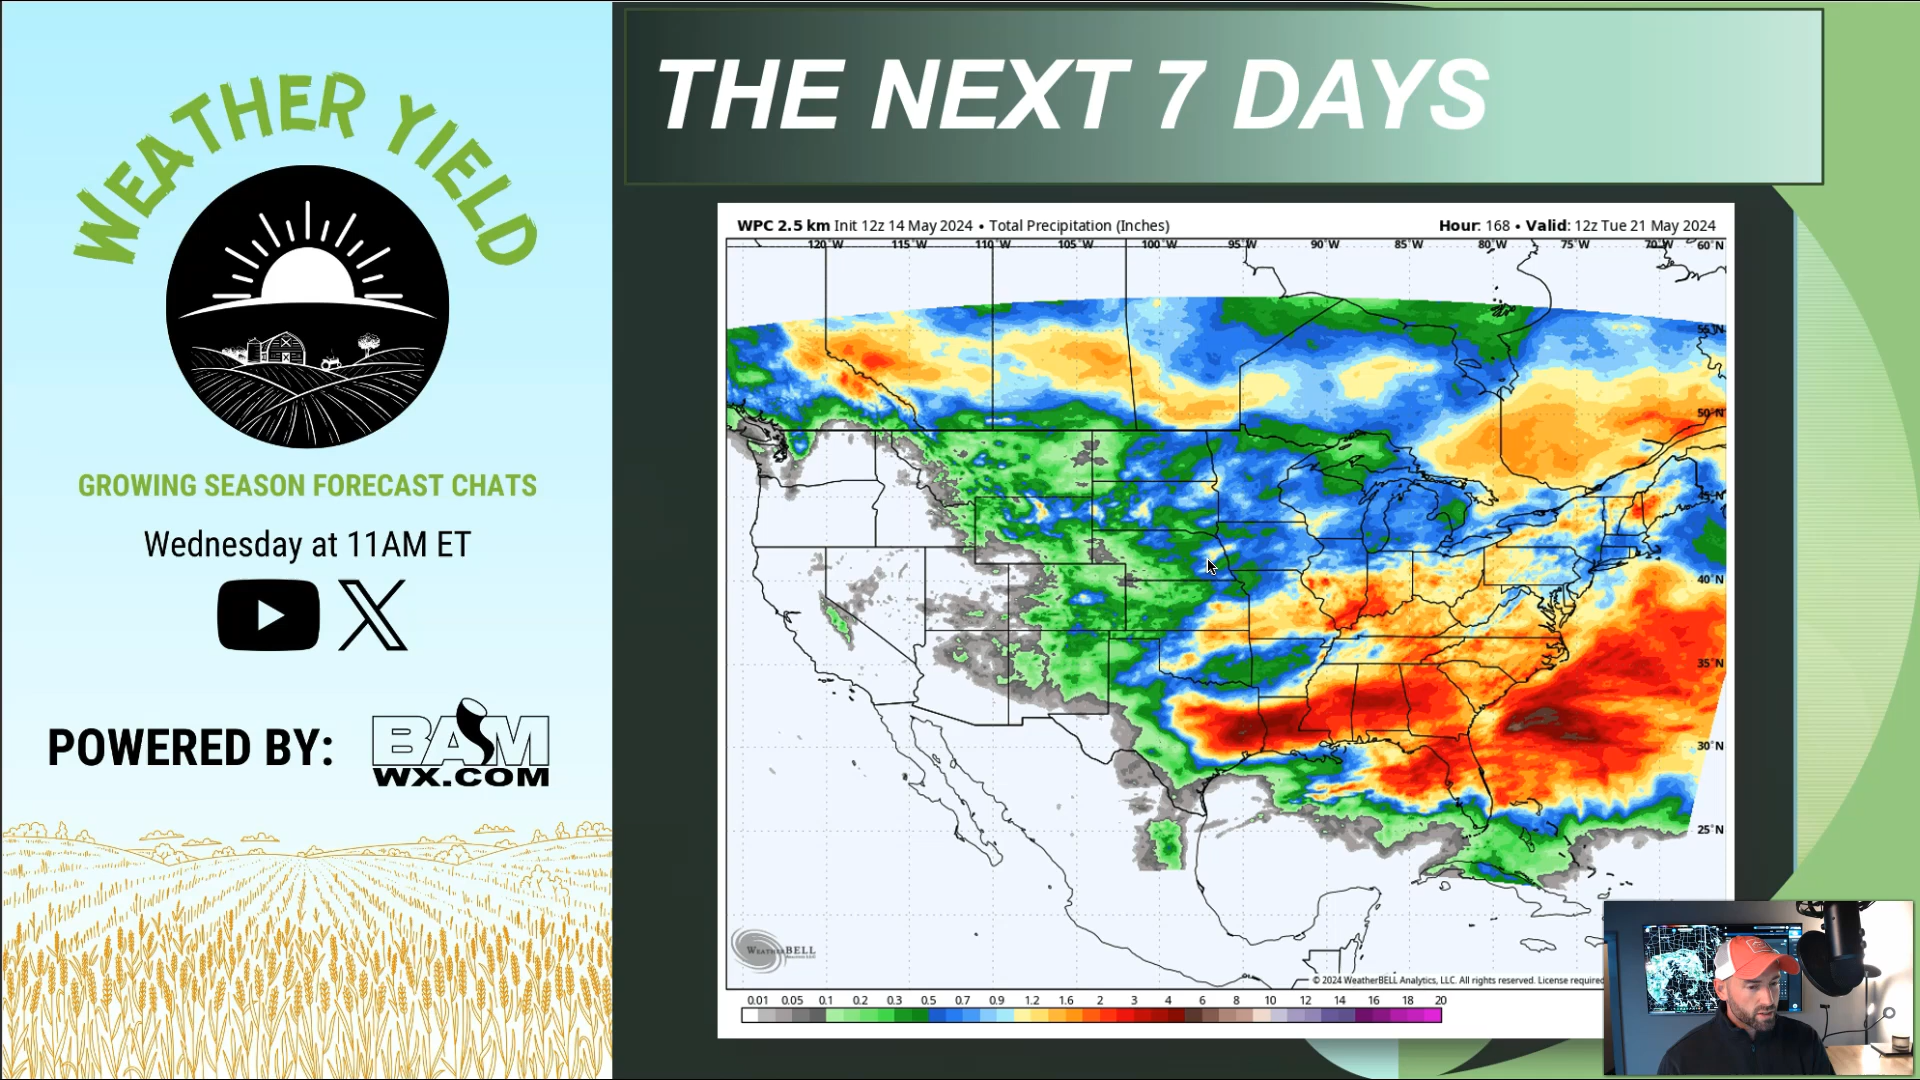 WEATHER YIELD
GROWING SEASON FORECAST CHATS
Wednesday at 11AM ET
POWERED BY:
BAM
WX.COM
THE NEXT 7 DAYS
WPC 2.5 km Init 12z 14 May 2024 • Total Precipitation (Inches)
Hour: 168 • Valid: 12z Tue 21 May 2024
120°W 115°W 110°W 105°W 100°W 95°W 90°W 85°W 80°W 75°W 70°W 60°N
55°N
50°N
45°N
40°N
35°N
30°N
25°N
WEATHERBELL
© 2024 WeatherBELL Analytics, LLC. All rights reserved. License required
0.01 0.05 0.1 0.2 0.3 0.5 0.7 0.9 1.2 1.6 2 3 4 6 8 10 12 14 16 18 20